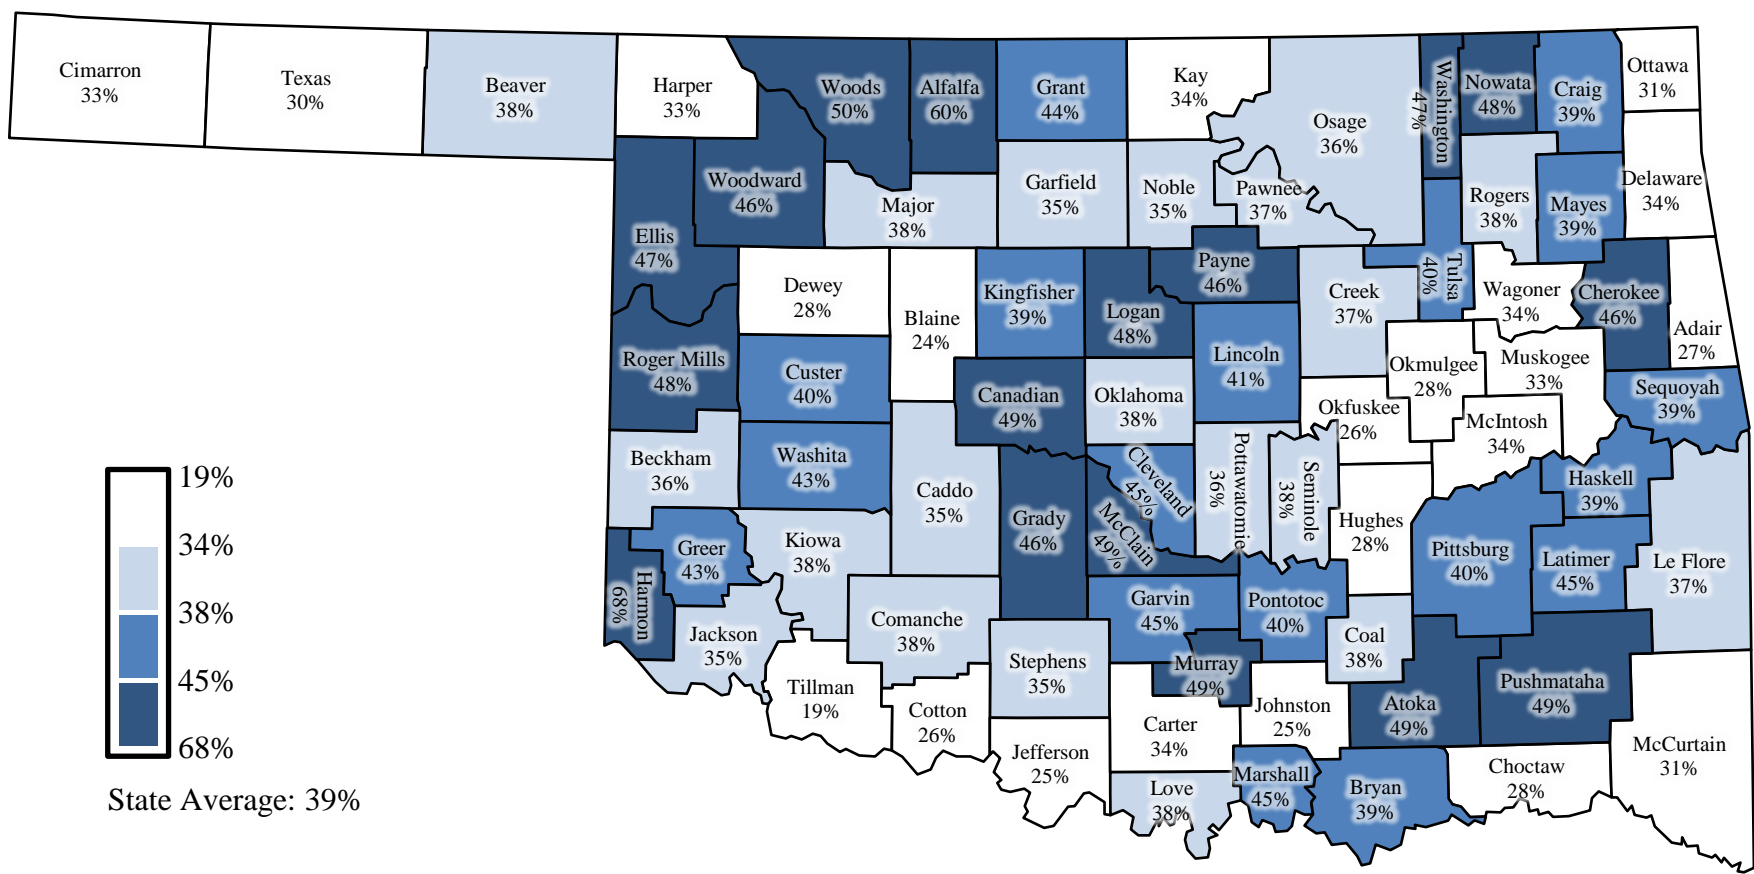 Cimarron
33%
Texas
30%
Beaver
38%
Harper
33%
Woods
50%
Alfalfa
60%
Grant
44%
Kay
34%
Osage
36%
Washington
47%
Nowata
48%
Craig
39%
Ottawa
31%
Woodward
46%
Major
38%
Garfield
35%
Noble
35%
Pawnee
37%
Rogers
38%
Mayes
39%
Delaware
34%
Ellis
47%
Dewey
28%
Blaine
24%
Kingfisher
39%
Logan
48%
Payne
46%
Creek
37%
Tulsa
40%
Wagoner
34%
Cherokee
46%
Adair
27%
Roger Mills
48%
Custer
40%
Canadian
49%
Oklahoma
38%
Lincoln
41%
Okmulgee
28%
Muskogee
33%
Sequoyah
39%
Okfuskee
26%
McIntosh
34%
Beckham
36%
Washita
43%
Caddo
35%
Grady
46%
Cleveland
45%
McClain
49%
Pottawatomie
36%
Seminole
38%
Hughes
28%
Haskell
39%
Pittsburg
40%
Latimer
45%
Le Flore
37%
Harmon
68%
Greer
43%
Kiowa
38%
Jackson
35%
Comanche
38%
Stephens
35%
Garvin
45%
Pontotoc
40%
Coal
38%
Murray
49%
Tillman
19%
Cotton
26%
Jefferson
25%
Carter
34%
Johnston
25%
Atoka
49%
Pushmataha
49%
McCurtain
31%
Love
38%
Marshall
45%
Bryan
39%
Choctaw
28%
19%
34%
38%
45%
68%
State Average: 39%